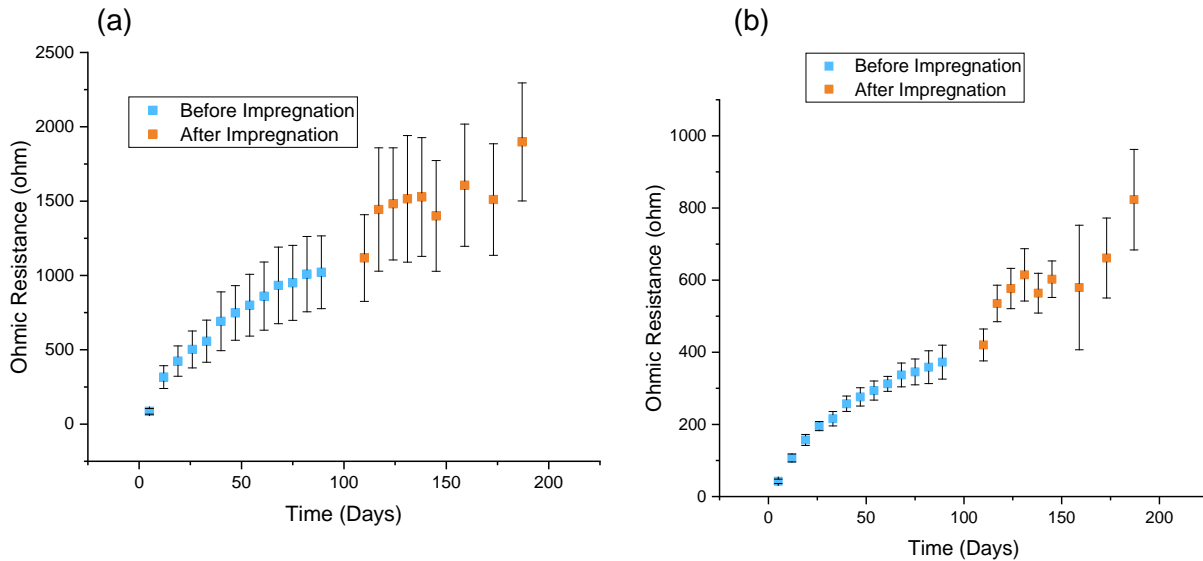 (a)
2500
2000
1500
1000
500
0
Ohmic Resistance (ohm)
Before Impregnation
After Impregnation
0 50 100 150 200
Time (Days)
(b)
Before Impregnation
After Impregnation
1000
800
600
400
200
0
Ohmic Resistance (ohm)
0 50 100 150 200
Time (Days)